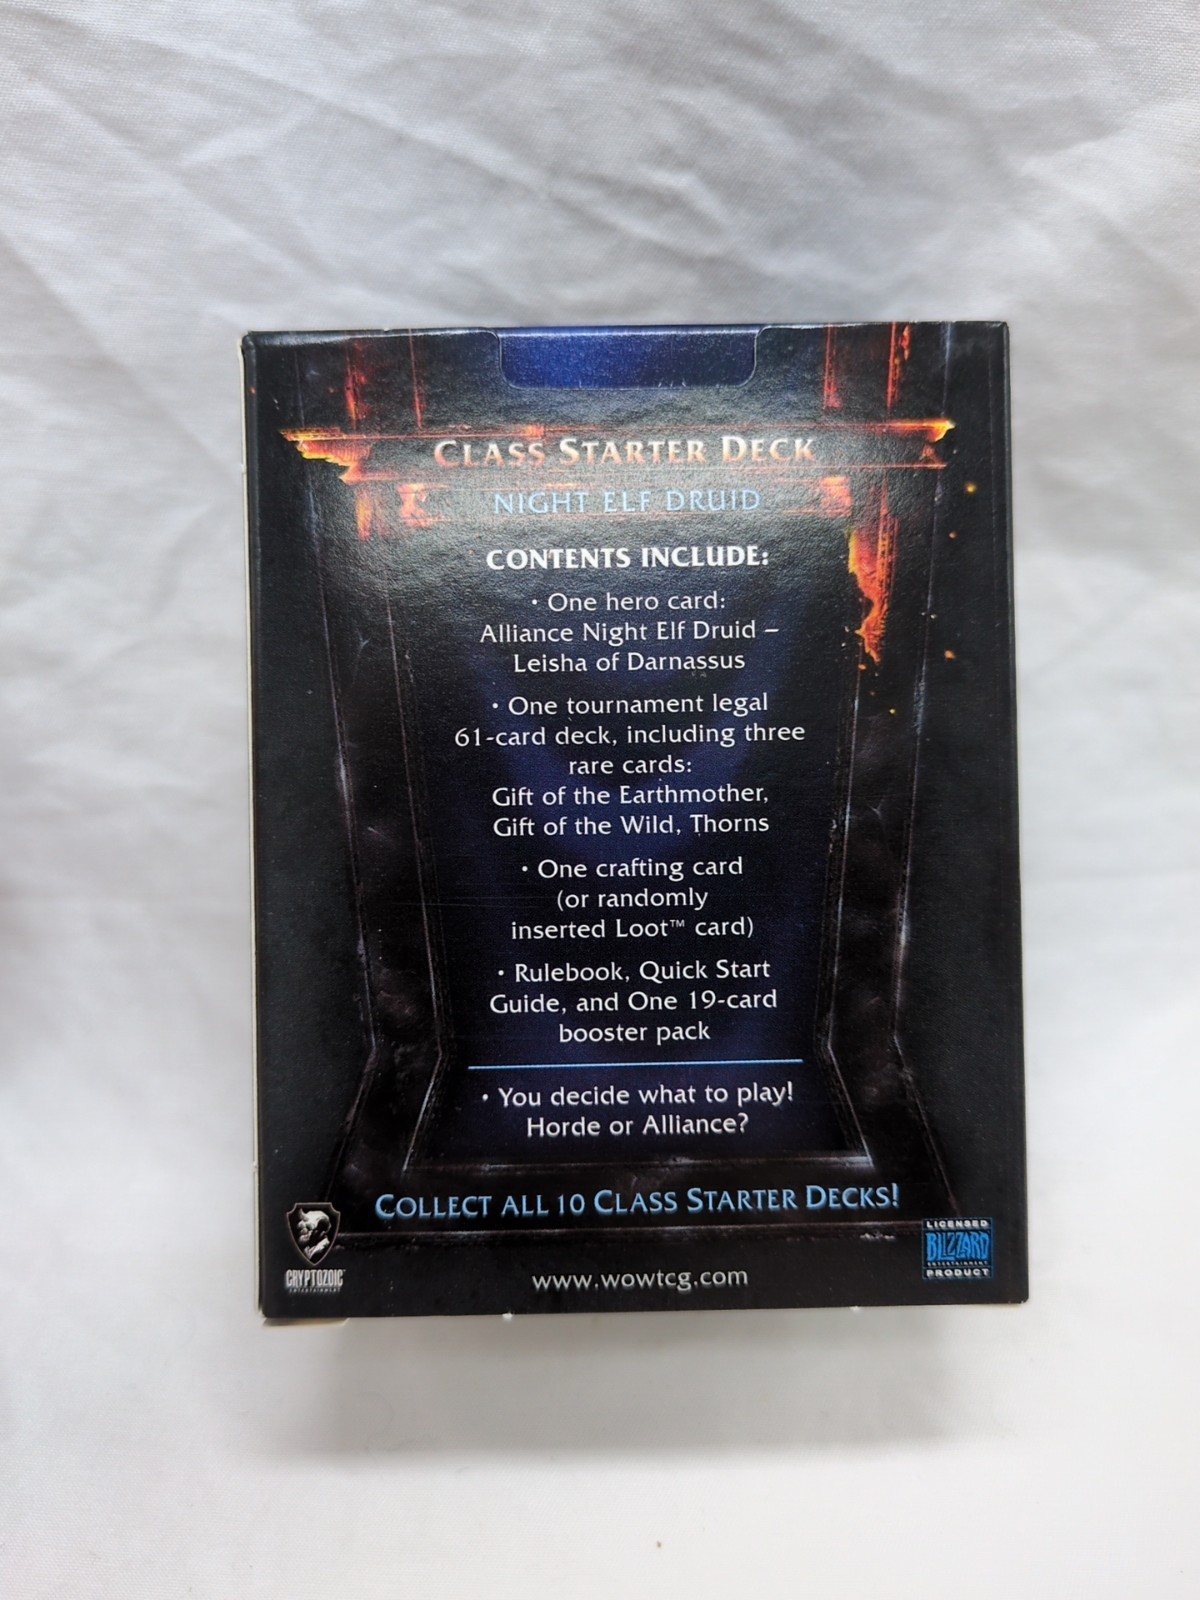 CLASS STARTER DECK
NIGHT ELF DRUID
CONTENTS INCLUDE:
• One hero card:
Alliance Night Elf Druid –
Leisha of Darnassus
• One tournament legal
61-card deck, including three
rare cards:
Gift of the Earthmother,
Gift of the Wild, Thorns
• One crafting card
(or randomly
inserted Loot™ card)
• Rulebook, Quick Start
Guide, and One 19-card
booster pack
• You decide what to play!
Horde or Alliance?
COLLECT ALL 10 CLASS STARTER DECKS!
CRYPTOZOIC
ENTERTAINMENT
www.wowtcg.com
LICENSED
BLIZZARD
ENTERTAINMENT
PRODUCT